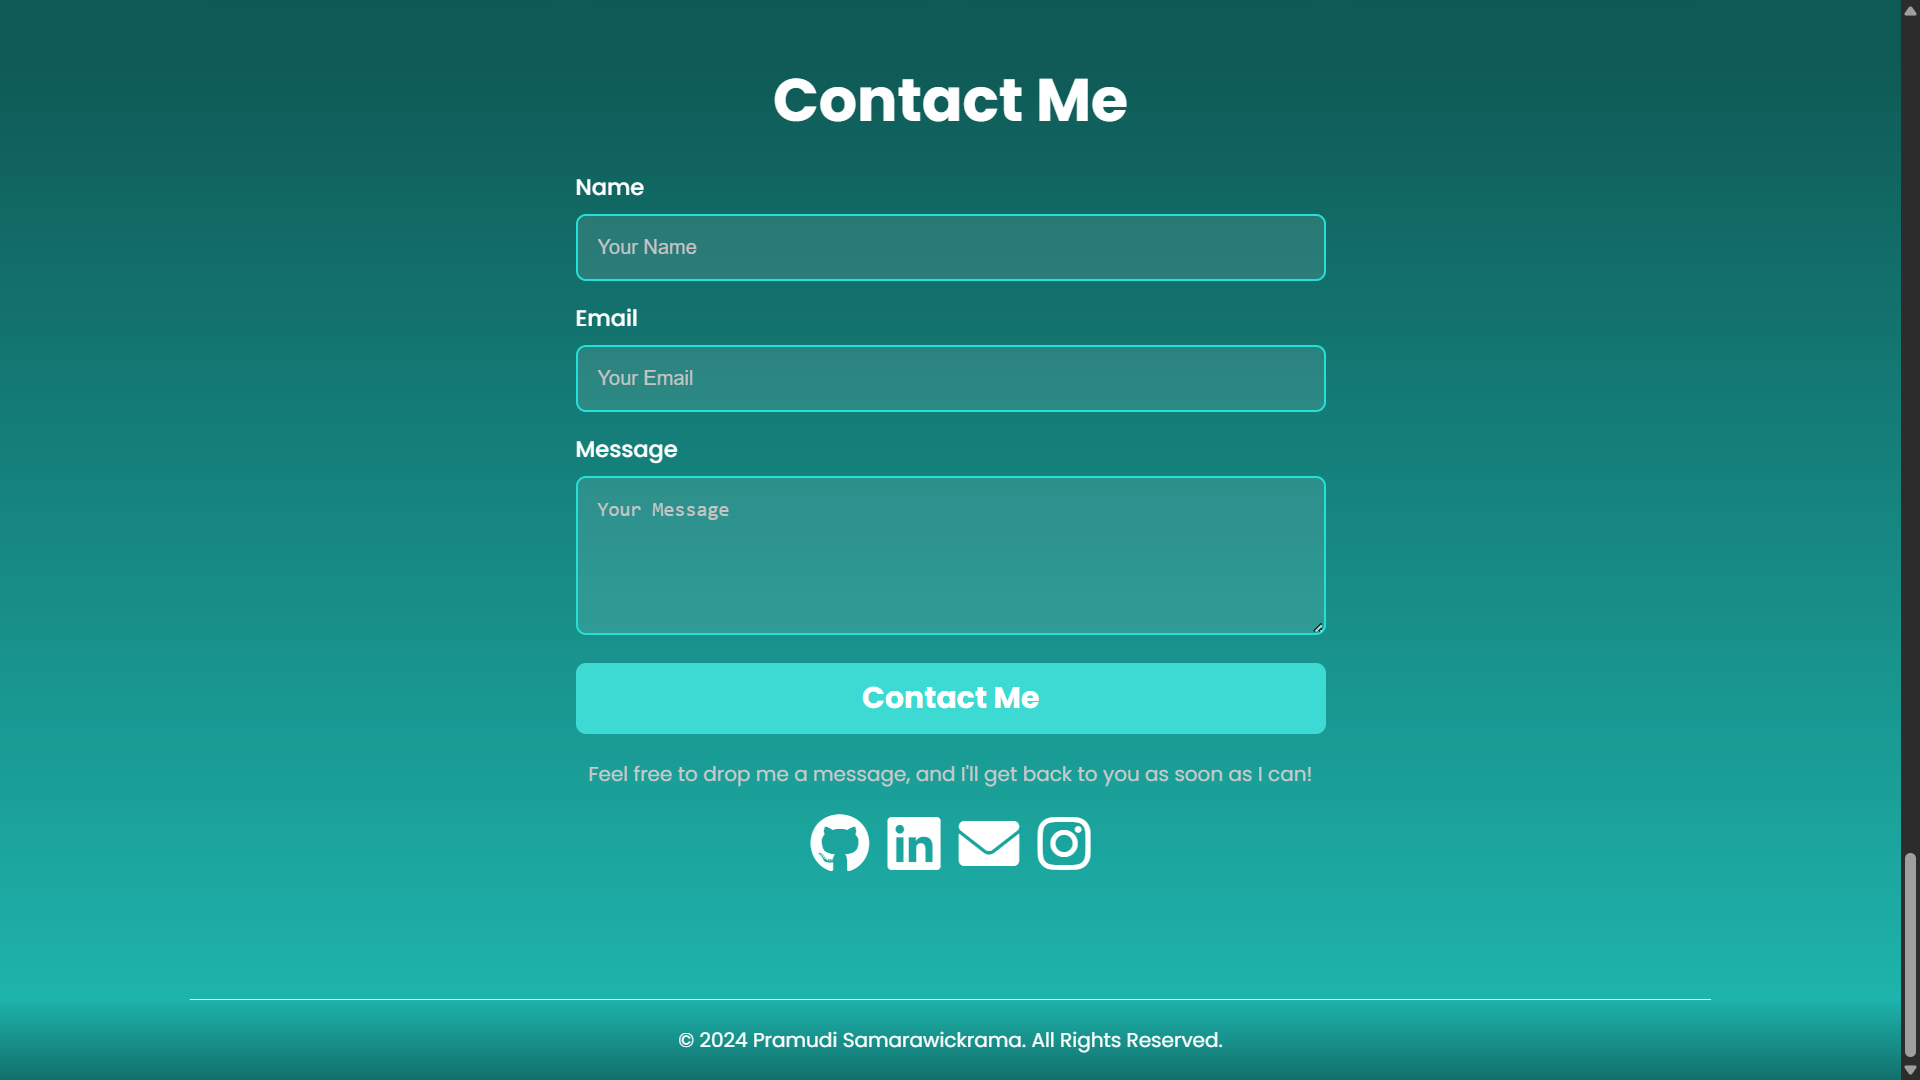 Contact Me
Name
Your Name
Email
Your Email
Message
Your Message
Contact Me
Feel free to drop me a message, and I'll get back to you as soon as I can!
in
© 2024 Pramudi Samarawickrama. All Rights Reserved.